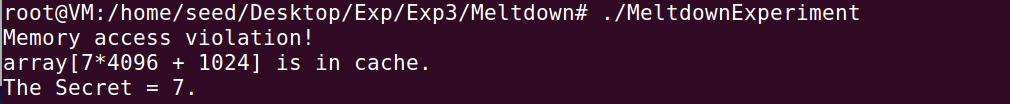 root@VM:/home/seed/Desktop/Exp/Exp3/Meltdown# ./MeltdownExperiment
Memory access violation!
array[7*4096 + 1024] is in cache.
The Secret = 7.